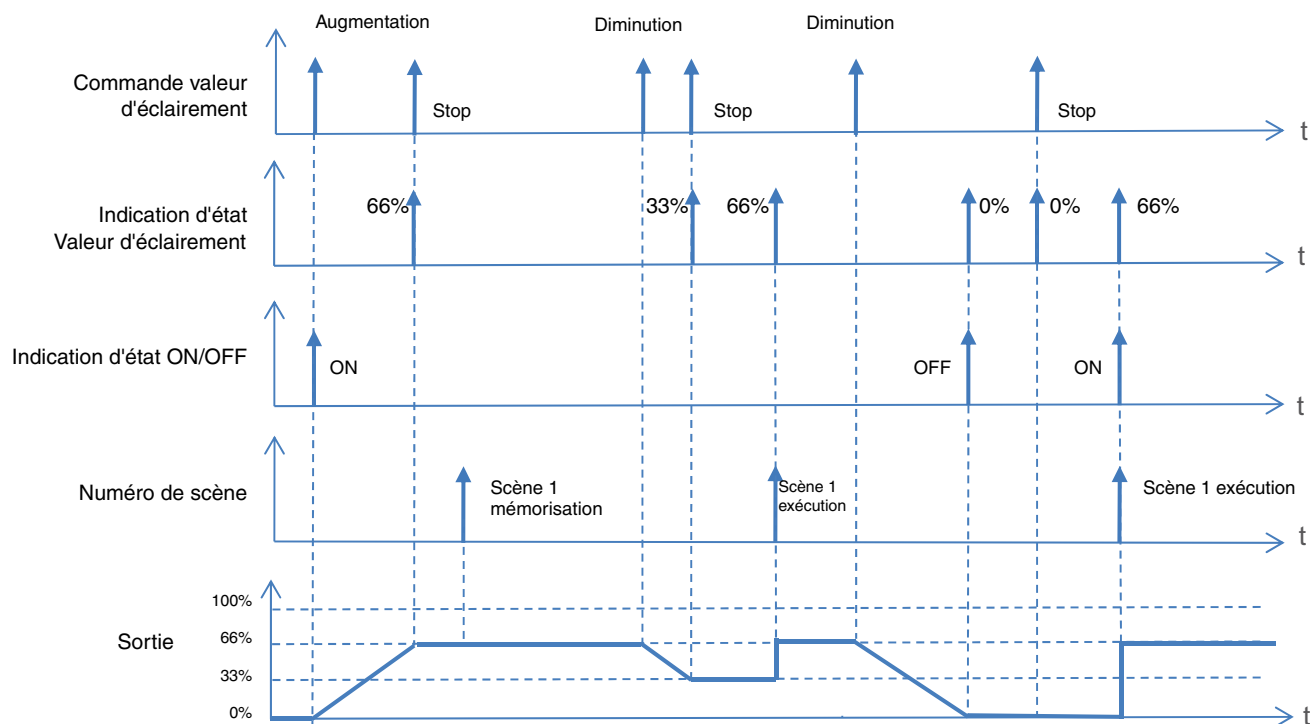 Augmentation
Diminution
Diminution
Commande valeur
d'éclairement
Stop
Stop
Stop
t
Indication d'état
Valeur d'éclairement
66%
33%
66%
0%
0%
66%
t
Indication d'état ON/OFF
ON
OFF
ON
t
Numéro de scène
Scène 1
mémorisation
Scène 1
exécution
Scène 1 exécution
t
Sortie
100%
66%
33%
0%
t